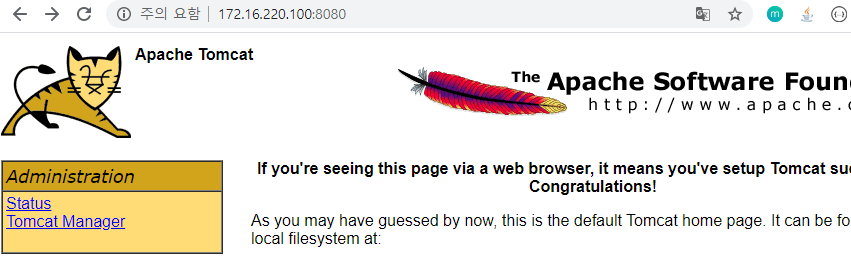 주의 요함 | 172.16.220.100:8080
Apache Tomcat
The Apache Software Foun
http://www.apache.o
Administration
Status
Tomcat Manager
If you're seeing this page via a web browser, it means you've setup Tomcat suc
Congratulations!
As you may have guessed by now, this is the default Tomcat home page. It can be fo
local filesystem at: